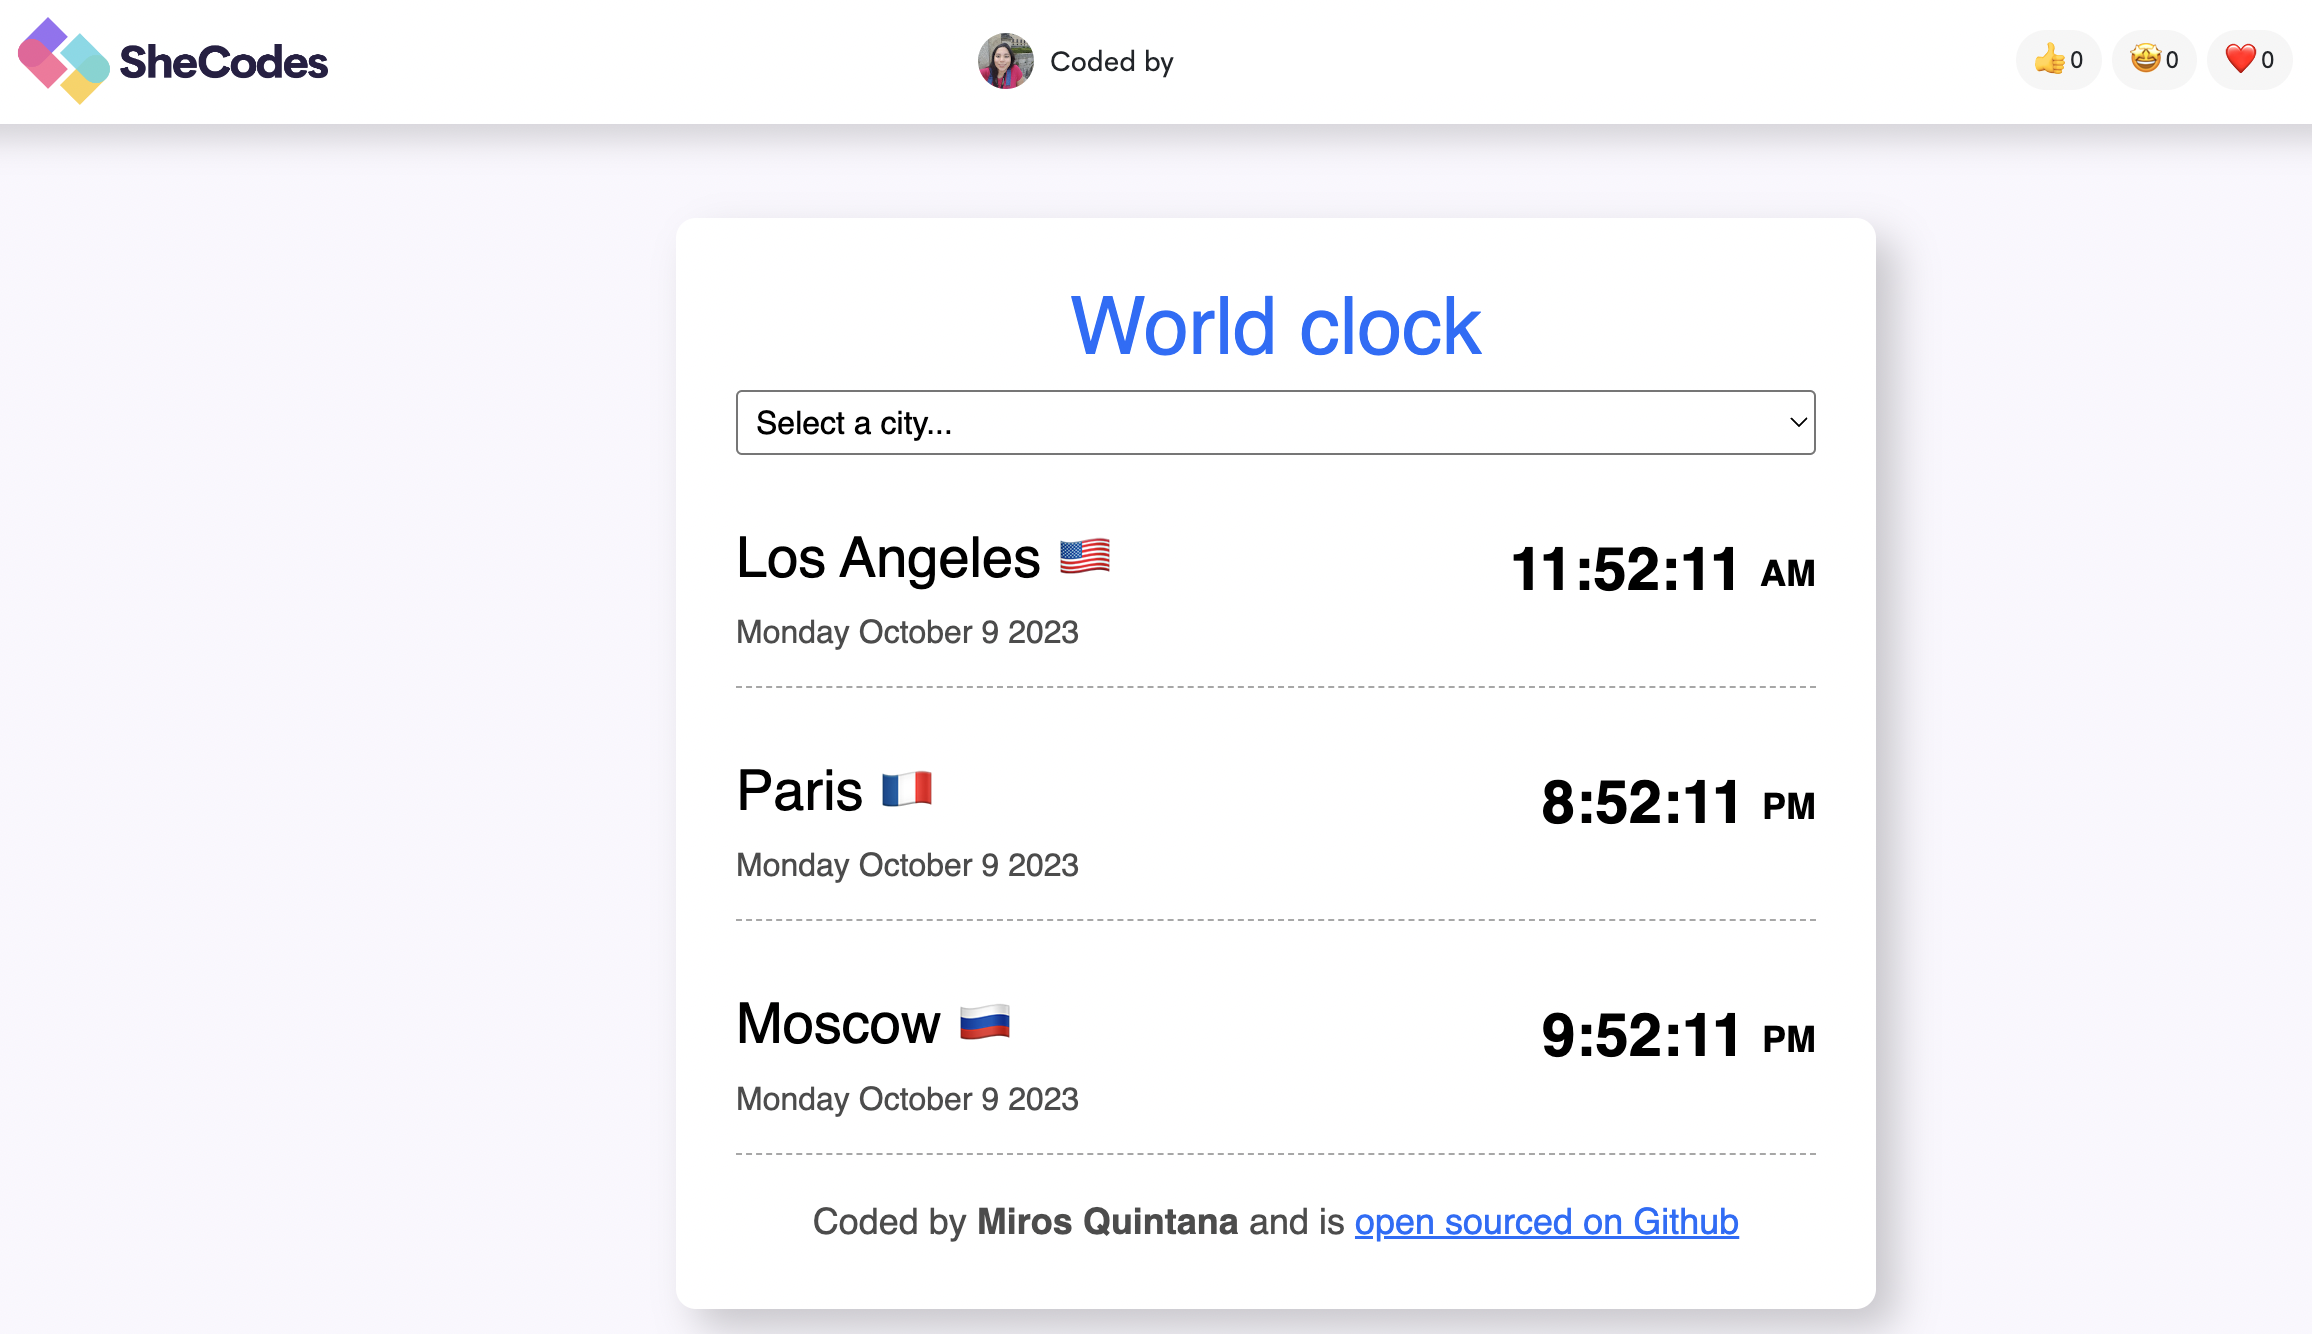 SheCodes
Coded by
👍 0 🤩 0 ❤️ 0
World clock
Select a city...
Los Angeles 🇺🇸
11:52:11 AM
Monday October 9 2023
Paris 🇫🇷
8:52:11 PM
Monday October 9 2023
Moscow 🇷🇺
9:52:11 PM
Monday October 9 2023
Coded by Miros Quintana and is open sourced on Github